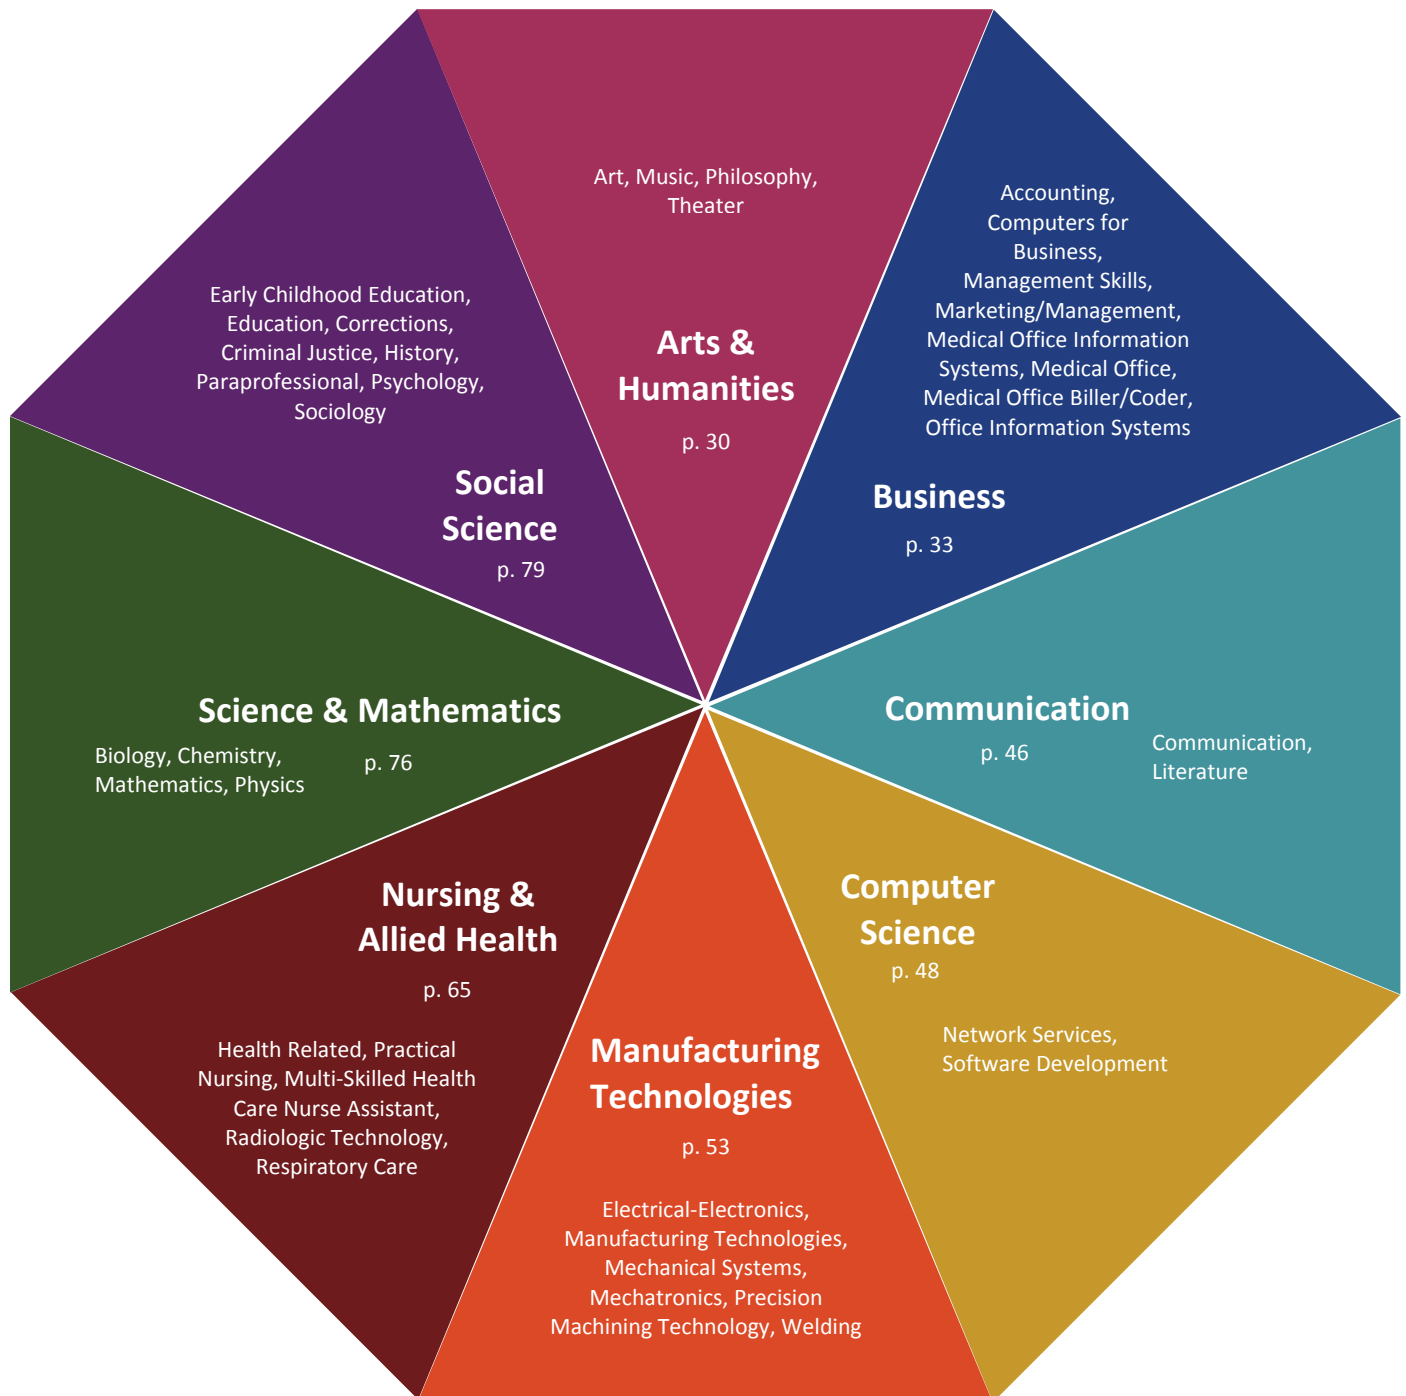 Art, Music, Philosophy,
Theater
Arts &
Humanities
p. 30
Accounting,
Computers for
Business,
Management Skills,
Marketing/Management,
Medical Office Information
Systems, Medical Office,
Medical Office Biller/Coder,
Office Information Systems
Business
p. 33
Communication
p. 46
Communication,
Literature
Computer
Science
p. 48
Network Services,
Software Development
Manufacturing
Technologies
p. 53
Electrical-Electronics,
Manufacturing Technologies,
Mechanical Systems,
Mechatronics, Precision
Machining Technology, Welding
Nursing &
Allied Health
p. 65
Health Related, Practical
Nursing, Multi-Skilled Health
Care Nurse Assistant,
Radiologic Technology,
Respiratory Care
Science & Mathematics
p. 76
Biology, Chemistry,
Mathematics, Physics
Early Childhood Education,
Education, Corrections,
Criminal Justice, History,
Paraprofessional, Psychology,
Sociology
Social
Science
p. 79